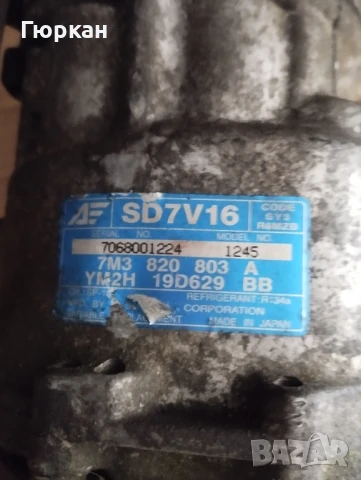 Гюркан
AE SD7V16 CODE
SERIAL NO. MODEL NO.
7068001224 1245
7M3 820 803 A
YM2H 19D629 BB
REFRIGERANT:R134a
CORPORATION
MADE IN JAPAN
BAZAR